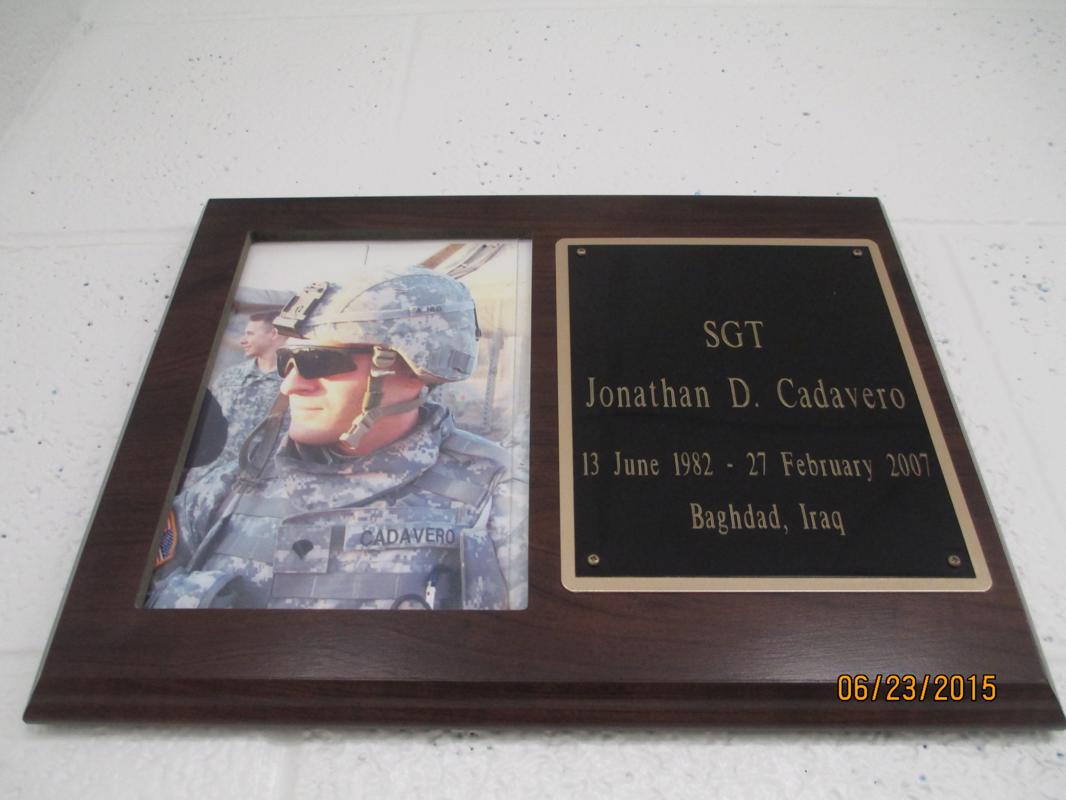 SGT
Jonathan D. Cadavero
13 June 1982 - 27 February 2007
Baghdad, Iraq
CADAVERO
06/23/2015